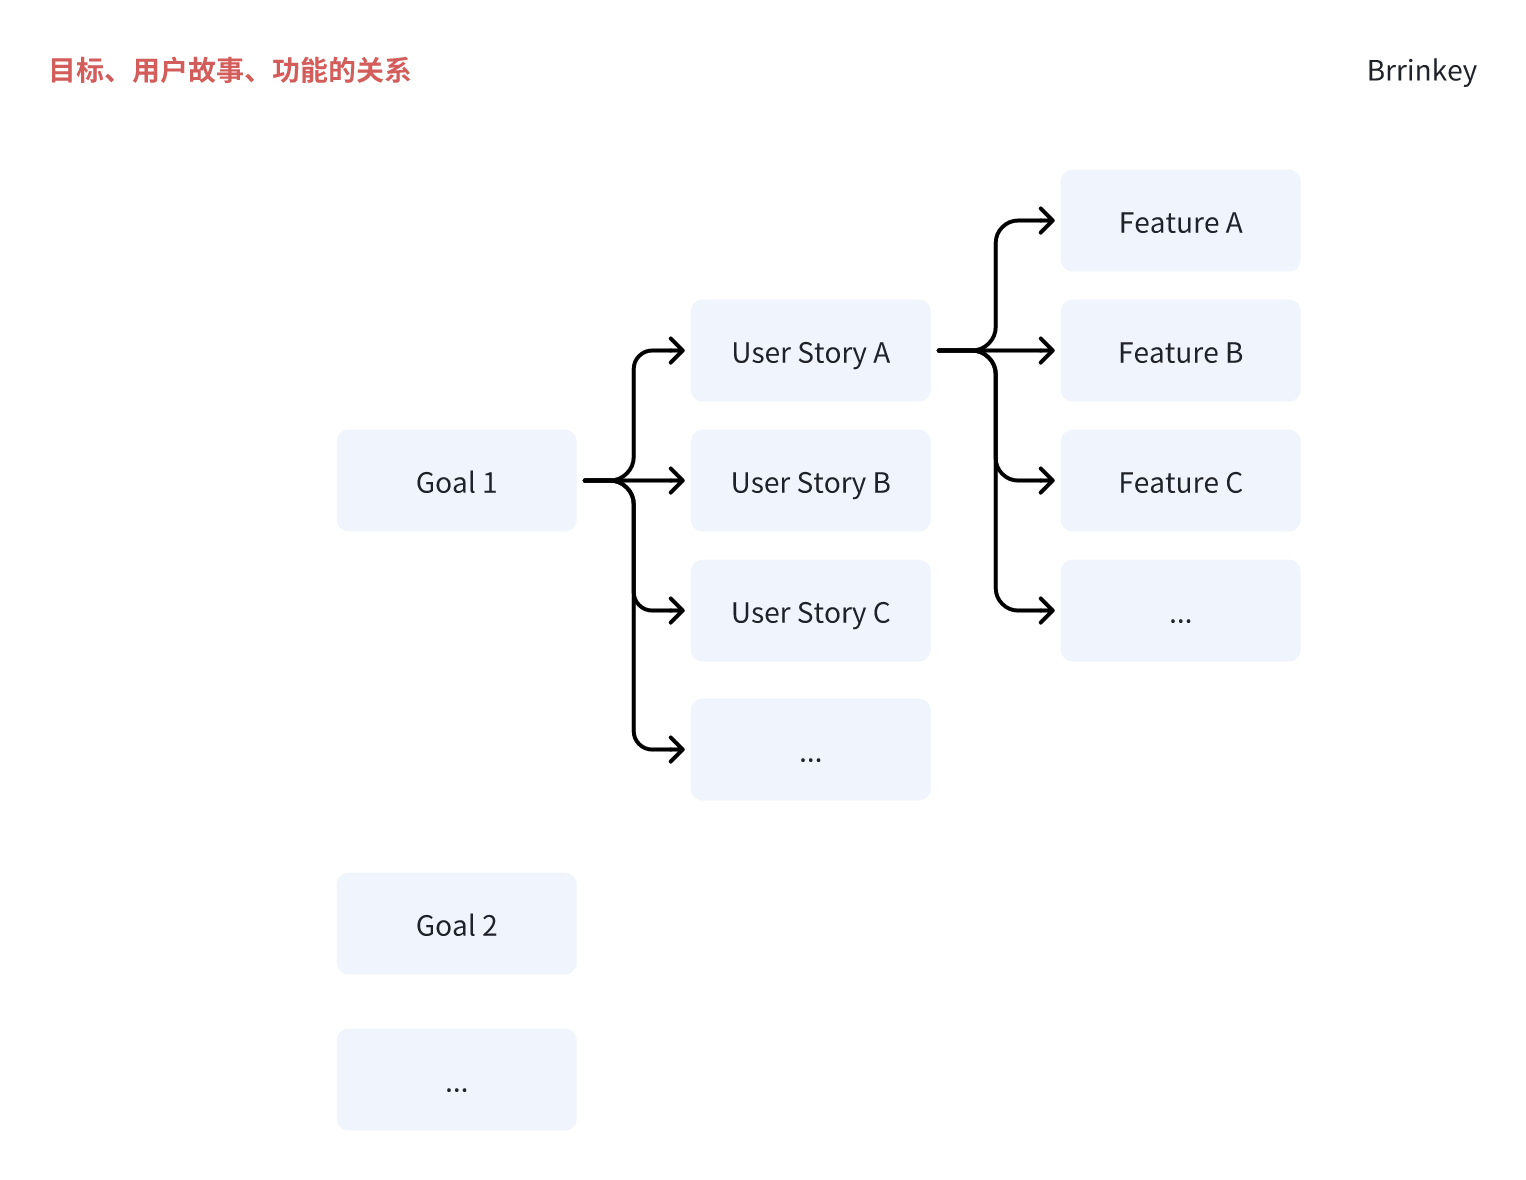 目标、用户故事、功能的关系
Brrinkey
Goal 1
User Story A
User Story B
User Story C
...
Feature A
Feature B
Feature C
...
Goal 2
...